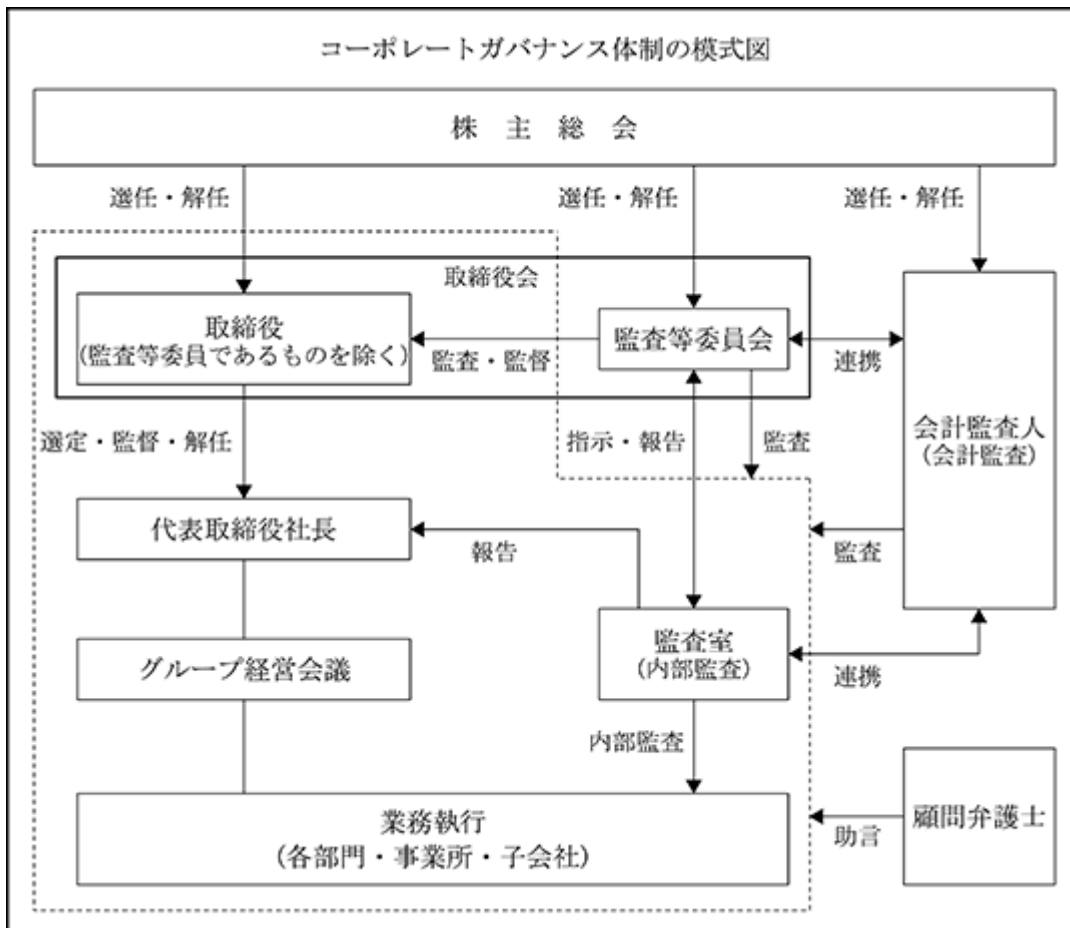 コーポレートガバナンス体制の模式図
株 主 総 会
選任・解任
選任・解任
選任・解任
取締役会
取締役
(監査等委員であるものを除く)
監査等委員会
監査・監督
連携
会計監査人
(会計監査)
選定・監督・解任
指示・報告
監査
代表取締役社長
報告
監査
グループ経営会議
監査室
(内部監査)
連携
内部監査
業務執行
(各部門・事業所・子会社)
助言
顧問弁護士